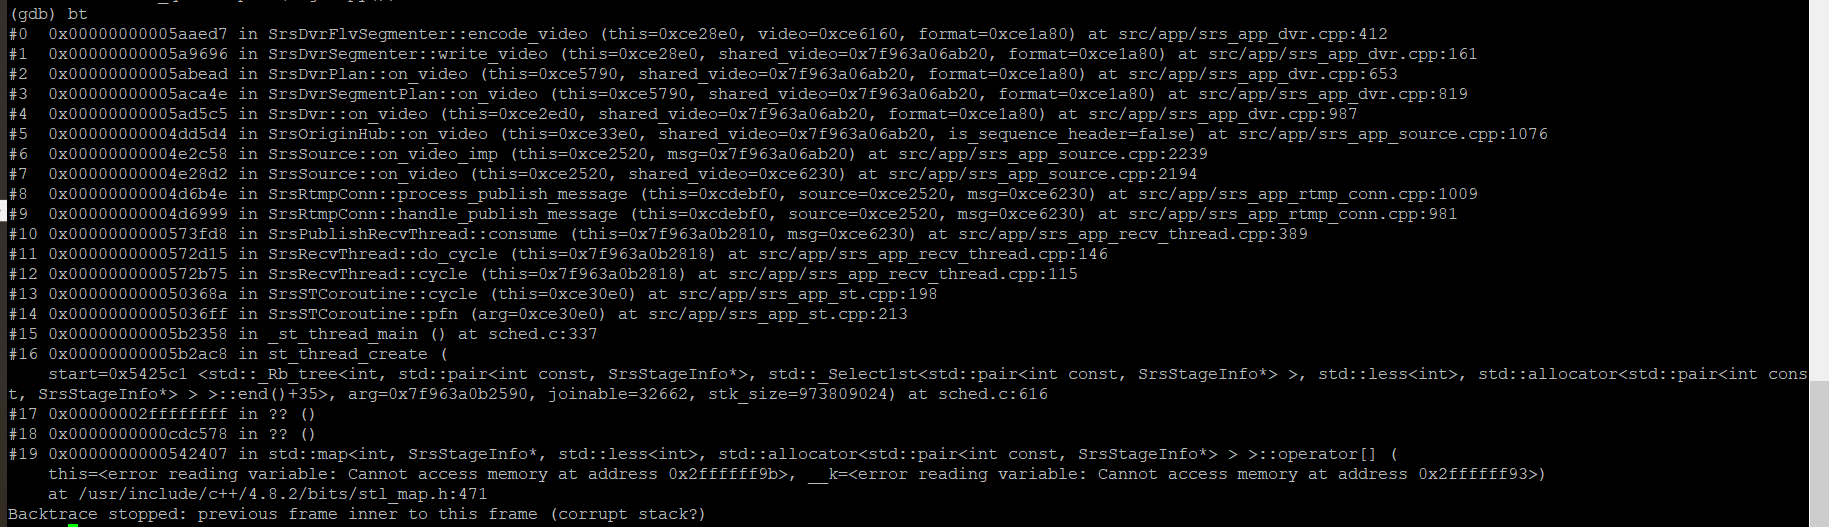 (gdb) bt
#0  0x00000000005aaed7 in SrsDvrFlvSegmenter::encode_video (this=0xce28e0, video=0xce6160, format=0xce1a80) at src/app/srs_app_dvr.cpp:412
#1  0x00000000005a9696 in SrsDvrSegmenter::write_video (this=0xce28e0, shared_video=0x7f963a06ab20, format=0xce1a80) at src/app/srs_app_dvr.cpp:161
#2  0x00000000005abead in SrsDvrPlan::on_video (this=0xce5790, shared_video=0x7f963a06ab20, format=0xce1a80) at src/app/srs_app_dvr.cpp:653
#3  0x00000000005aca4e in SrsDvrSegmentPlan::on_video (this=0xce5790, shared_video=0x7f963a06ab20, format=0xce1a80) at src/app/srs_app_dvr.cpp:819
#4  0x00000000005ad5c5 in SrsDvr::on_video (this=0xce2ed0, shared_video=0x7f963a06ab20, format=0xce1a80) at src/app/srs_app_dvr.cpp:987
#5  0x00000000004dd5d4 in SrsOriginHub::on_video (this=0xce33e0, shared_video=0x7f963a06ab20, is_sequence_header=false) at src/app/srs_app_source.cpp:1076
#6  0x00000000004e2c58 in SrsSource::on_video_imp (this=0xce2520, msg=0x7f963a06ab20) at src/app/srs_app_source.cpp:2239
#7  0x00000000004e28d2 in SrsSource::on_video (this=0xce2520, shared_video=0xce6230) at src/app/srs_app_source.cpp:2194
#8  0x00000000004d6b4e in SrsRtmpConn::process_publish_message (this=0xcdebf0, source=0xce2520, msg=0xce6230) at src/app/srs_app_rtmp_conn.cpp:1009
#9  0x00000000004d6999 in SrsRtmpConn::handle_publish_message (this=0xcdebf0, source=0xce2520, msg=0xce6230) at src/app/srs_app_rtmp_conn.cpp:981
#10 0x0000000000573fd8 in SrsPublishRecvThread::consume (this=0x7f963a0b2810, msg=0xce6230) at src/app/srs_app_recv_thread.cpp:389
#11 0x0000000000572d15 in SrsRecvThread::do_cycle (this=0x7f963a0b2818) at src/app/srs_app_recv_thread.cpp:146
#12 0x0000000000572b75 in SrsRecvThread::cycle (this=0x7f963a0b2818) at src/app/srs_app_recv_thread.cpp:115
#13 0x000000000050368a in SrsSTCoroutine::cycle (this=0xce30e0) at src/app/srs_app_st.cpp:198
#14 0x00000000005036ff in SrsSTCoroutine::pfn (arg=0xce30e0) at src/app/srs_app_st.cpp:213
#15 0x00000000005b2358 in _st_thread_main () at sched.c:337
#16 0x00000000005b2ac8 in st_thread_create (
    start=0x5425c1 <std::_Rb_tree<int, std::pair<int const, SrsStageInfo*>, std::_Select1st<std::pair<int const, SrsStageInfo*> >, std::less<int>, std::allocator<std::pair<int cons
t, SrsStageInfo*> > >::end()+35>, arg=0x7f963a0b2590, joinable=32662, stk_size=973809024) at sched.c:616
#17 0x00000002ffffffff in ?? ()
#18 0x0000000000cdc578 in ?? ()
#19 0x0000000000542407 in std::map<int, SrsStageInfo*, std::less<int>, std::allocator<std::pair<int const, SrsStageInfo*> > >::operator[] (
    this=<error reading variable: Cannot access memory at address 0x2ffffff9b>, __k=<error reading variable: Cannot access memory at address 0x2ffffff93>)
    at /usr/include/c++/4.8.2/bits/stl_map.h:471
Backtrace stopped: previous frame inner to this frame (corrupt stack?)